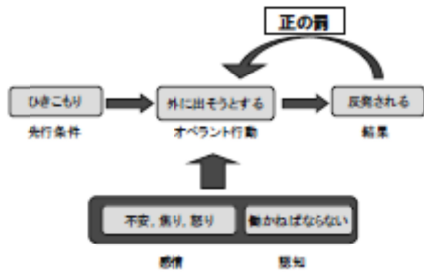 正の罰
ひきこもり
外に出そうとする
反発される
先行条件
オペラント行動
結果
不安, 焦り, 怒り
働かねばならない
感情
認知